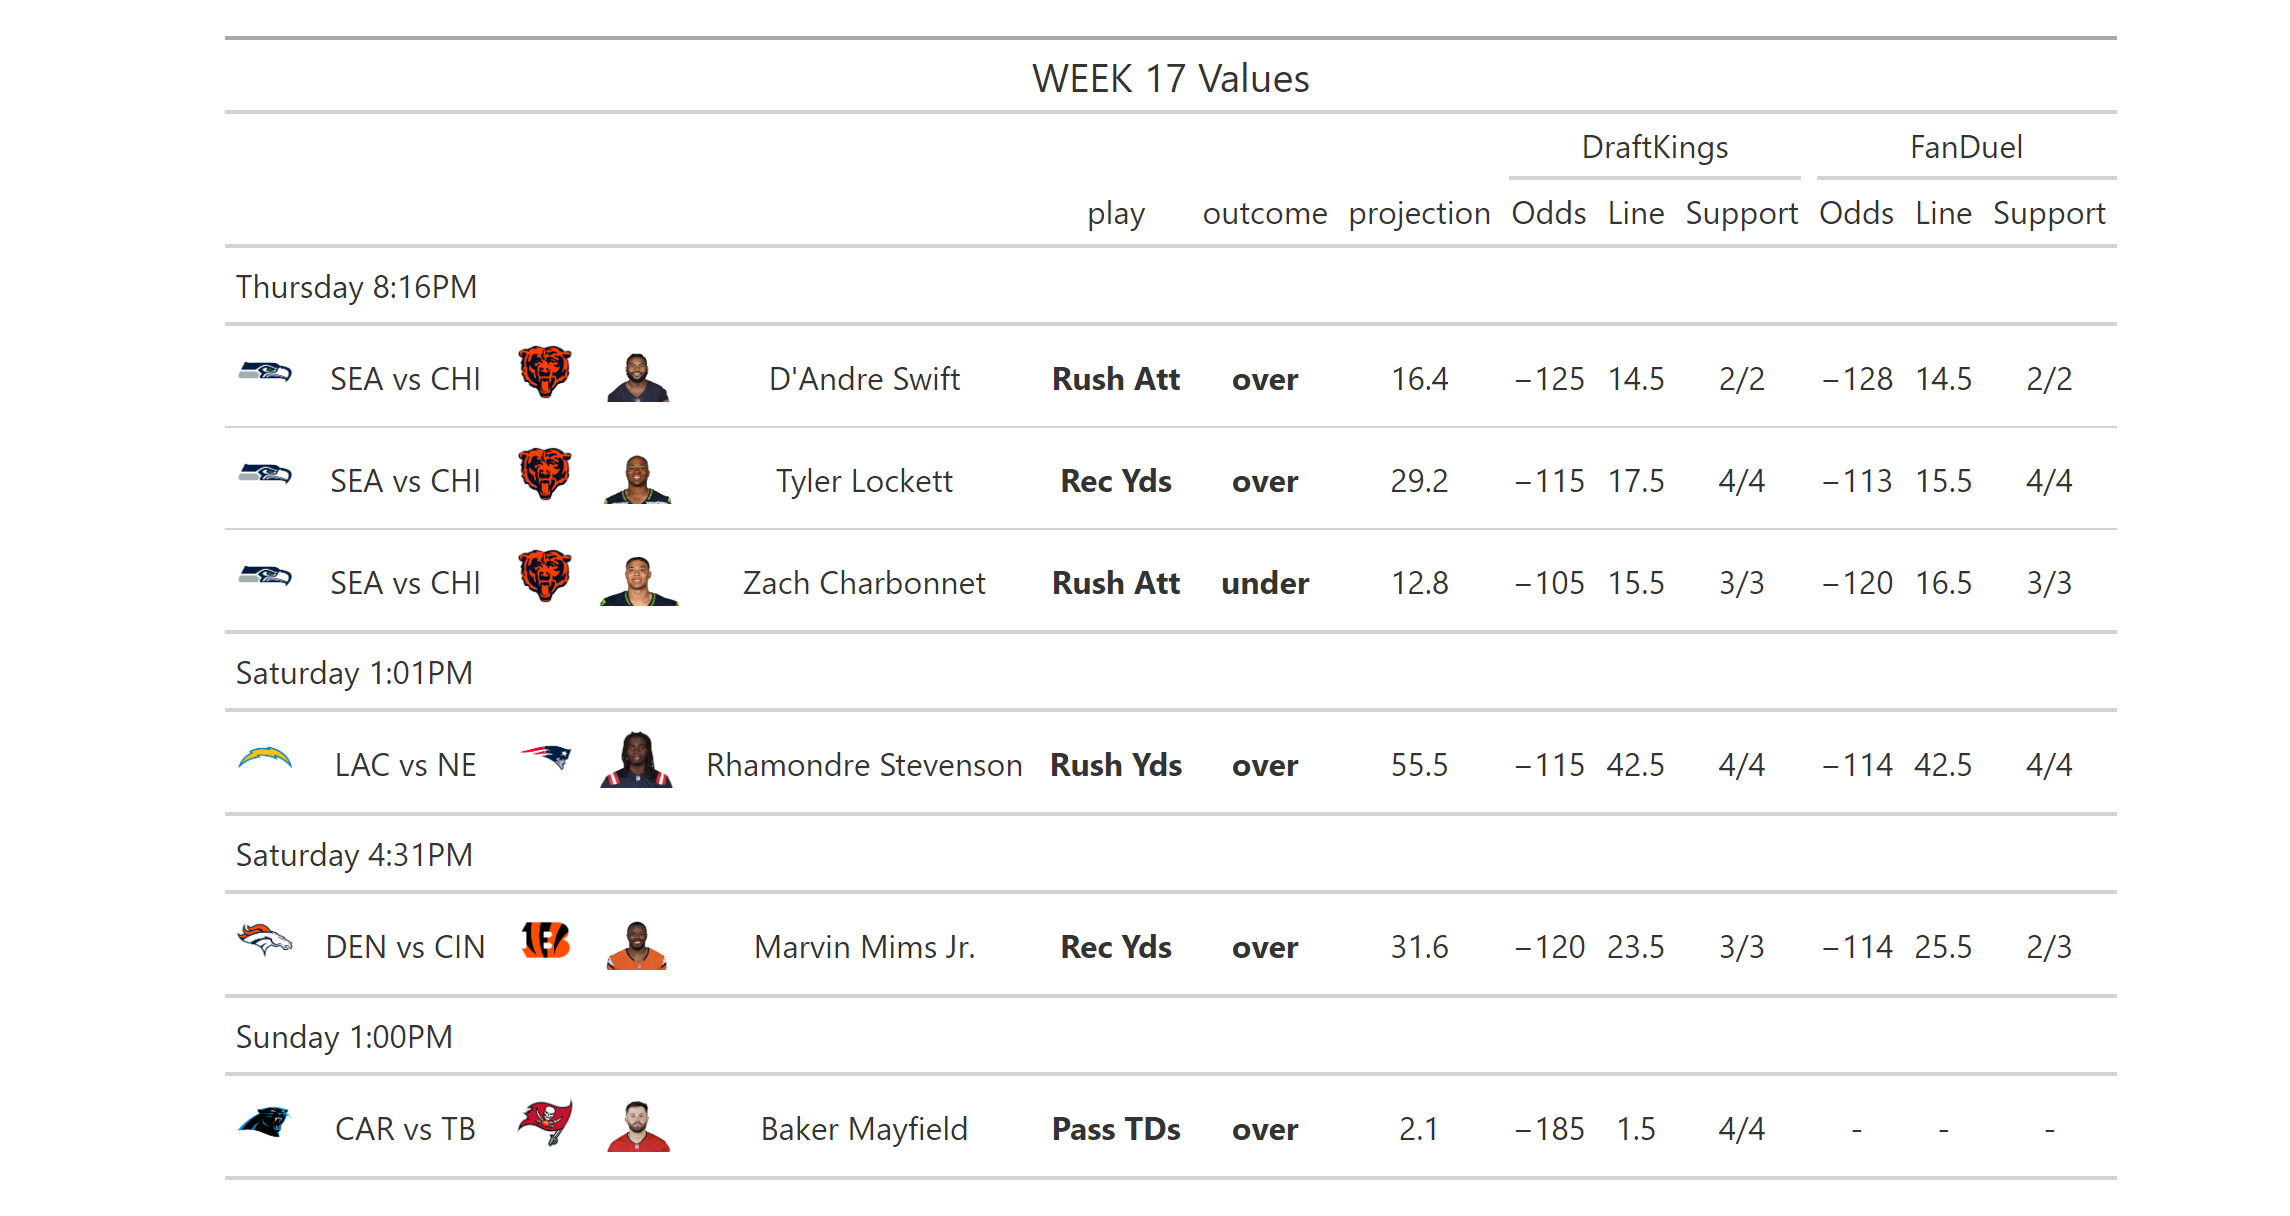 WEEK 17 Values
DraftKings FanDuel
play outcome projection Odds Line Support Odds Line Support
Thursday 8:16PM
SEA vs CHI D'Andre Swift Rush Att over 16.4 −125 14.5 2/2 −128 14.5 2/2
SEA vs CHI Tyler Lockett Rec Yds over 29.2 −115 17.5 4/4 −113 15.5 4/4
SEA vs CHI Zach Charbonnet Rush Att under 12.8 −105 15.5 3/3 −120 16.5 3/3
Saturday 1:01PM
LAC vs NE Rhamondre Stevenson Rush Yds over 55.5 −115 42.5 4/4 −114 42.5 4/4
Saturday 4:31PM
DEN vs CIN Marvin Mims Jr. Rec Yds over 31.6 −120 23.5 3/3 −114 25.5 2/3
Sunday 1:00PM
CAR vs TB Baker Mayfield Pass TDs over 2.1 −185 1.5 4/4 - - -